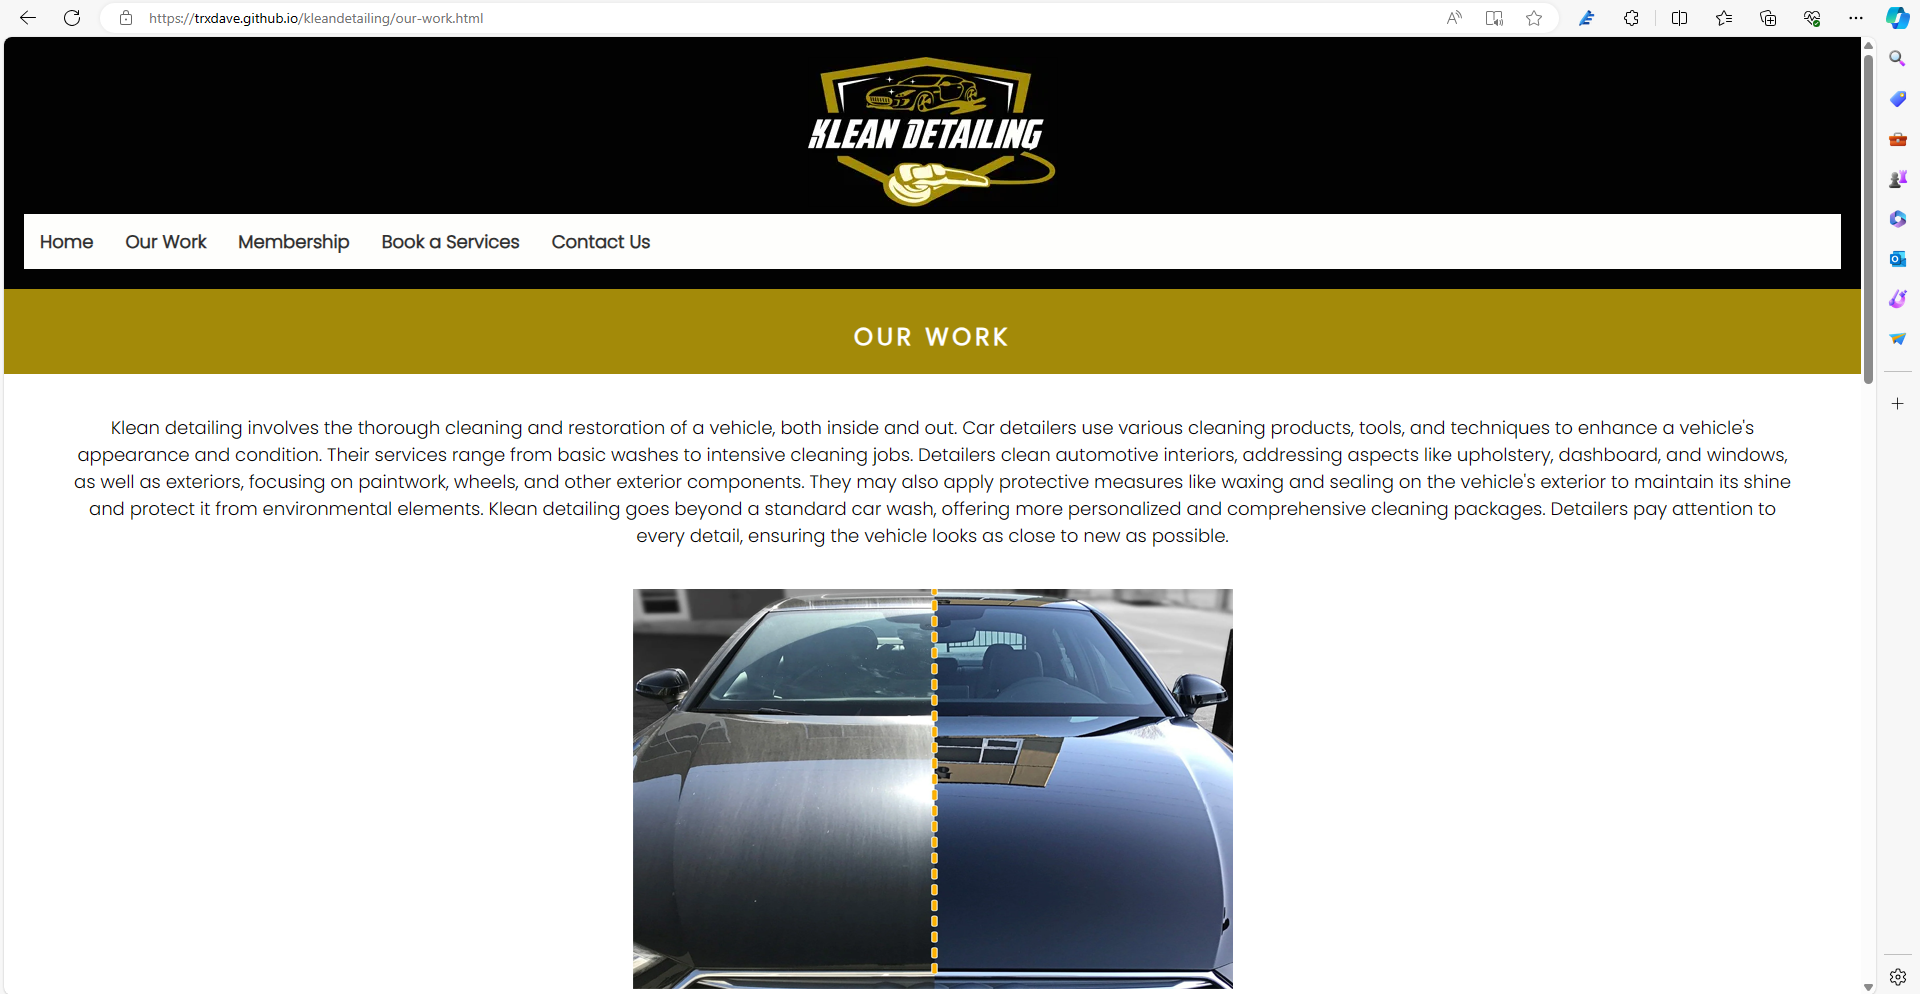 https://trxdave.github.io/kleandetailing/our-work.html
KLEAN DETAILING
Home Our Work Membership Book a Services Contact Us
OUR WORK
Klean detailing involves the thorough cleaning and restoration of a vehicle, both inside and out. Car detailers use various cleaning products, tools, and techniques to enhance a vehicle's
appearance and condition. Their services range from basic washes to intensive cleaning jobs. Detailers clean automotive interiors, addressing aspects like upholstery, dashboard, and windows,
as well as exteriors, focusing on paintwork, wheels, and other exterior components. They may also apply protective measures like waxing and sealing on the vehicle's exterior to maintain its shine
and protect it from environmental elements. Klean detailing goes beyond a standard car wash, offering more personalized and comprehensive cleaning packages. Detailers pay attention to
every detail, ensuring the vehicle looks as close to new as possible.